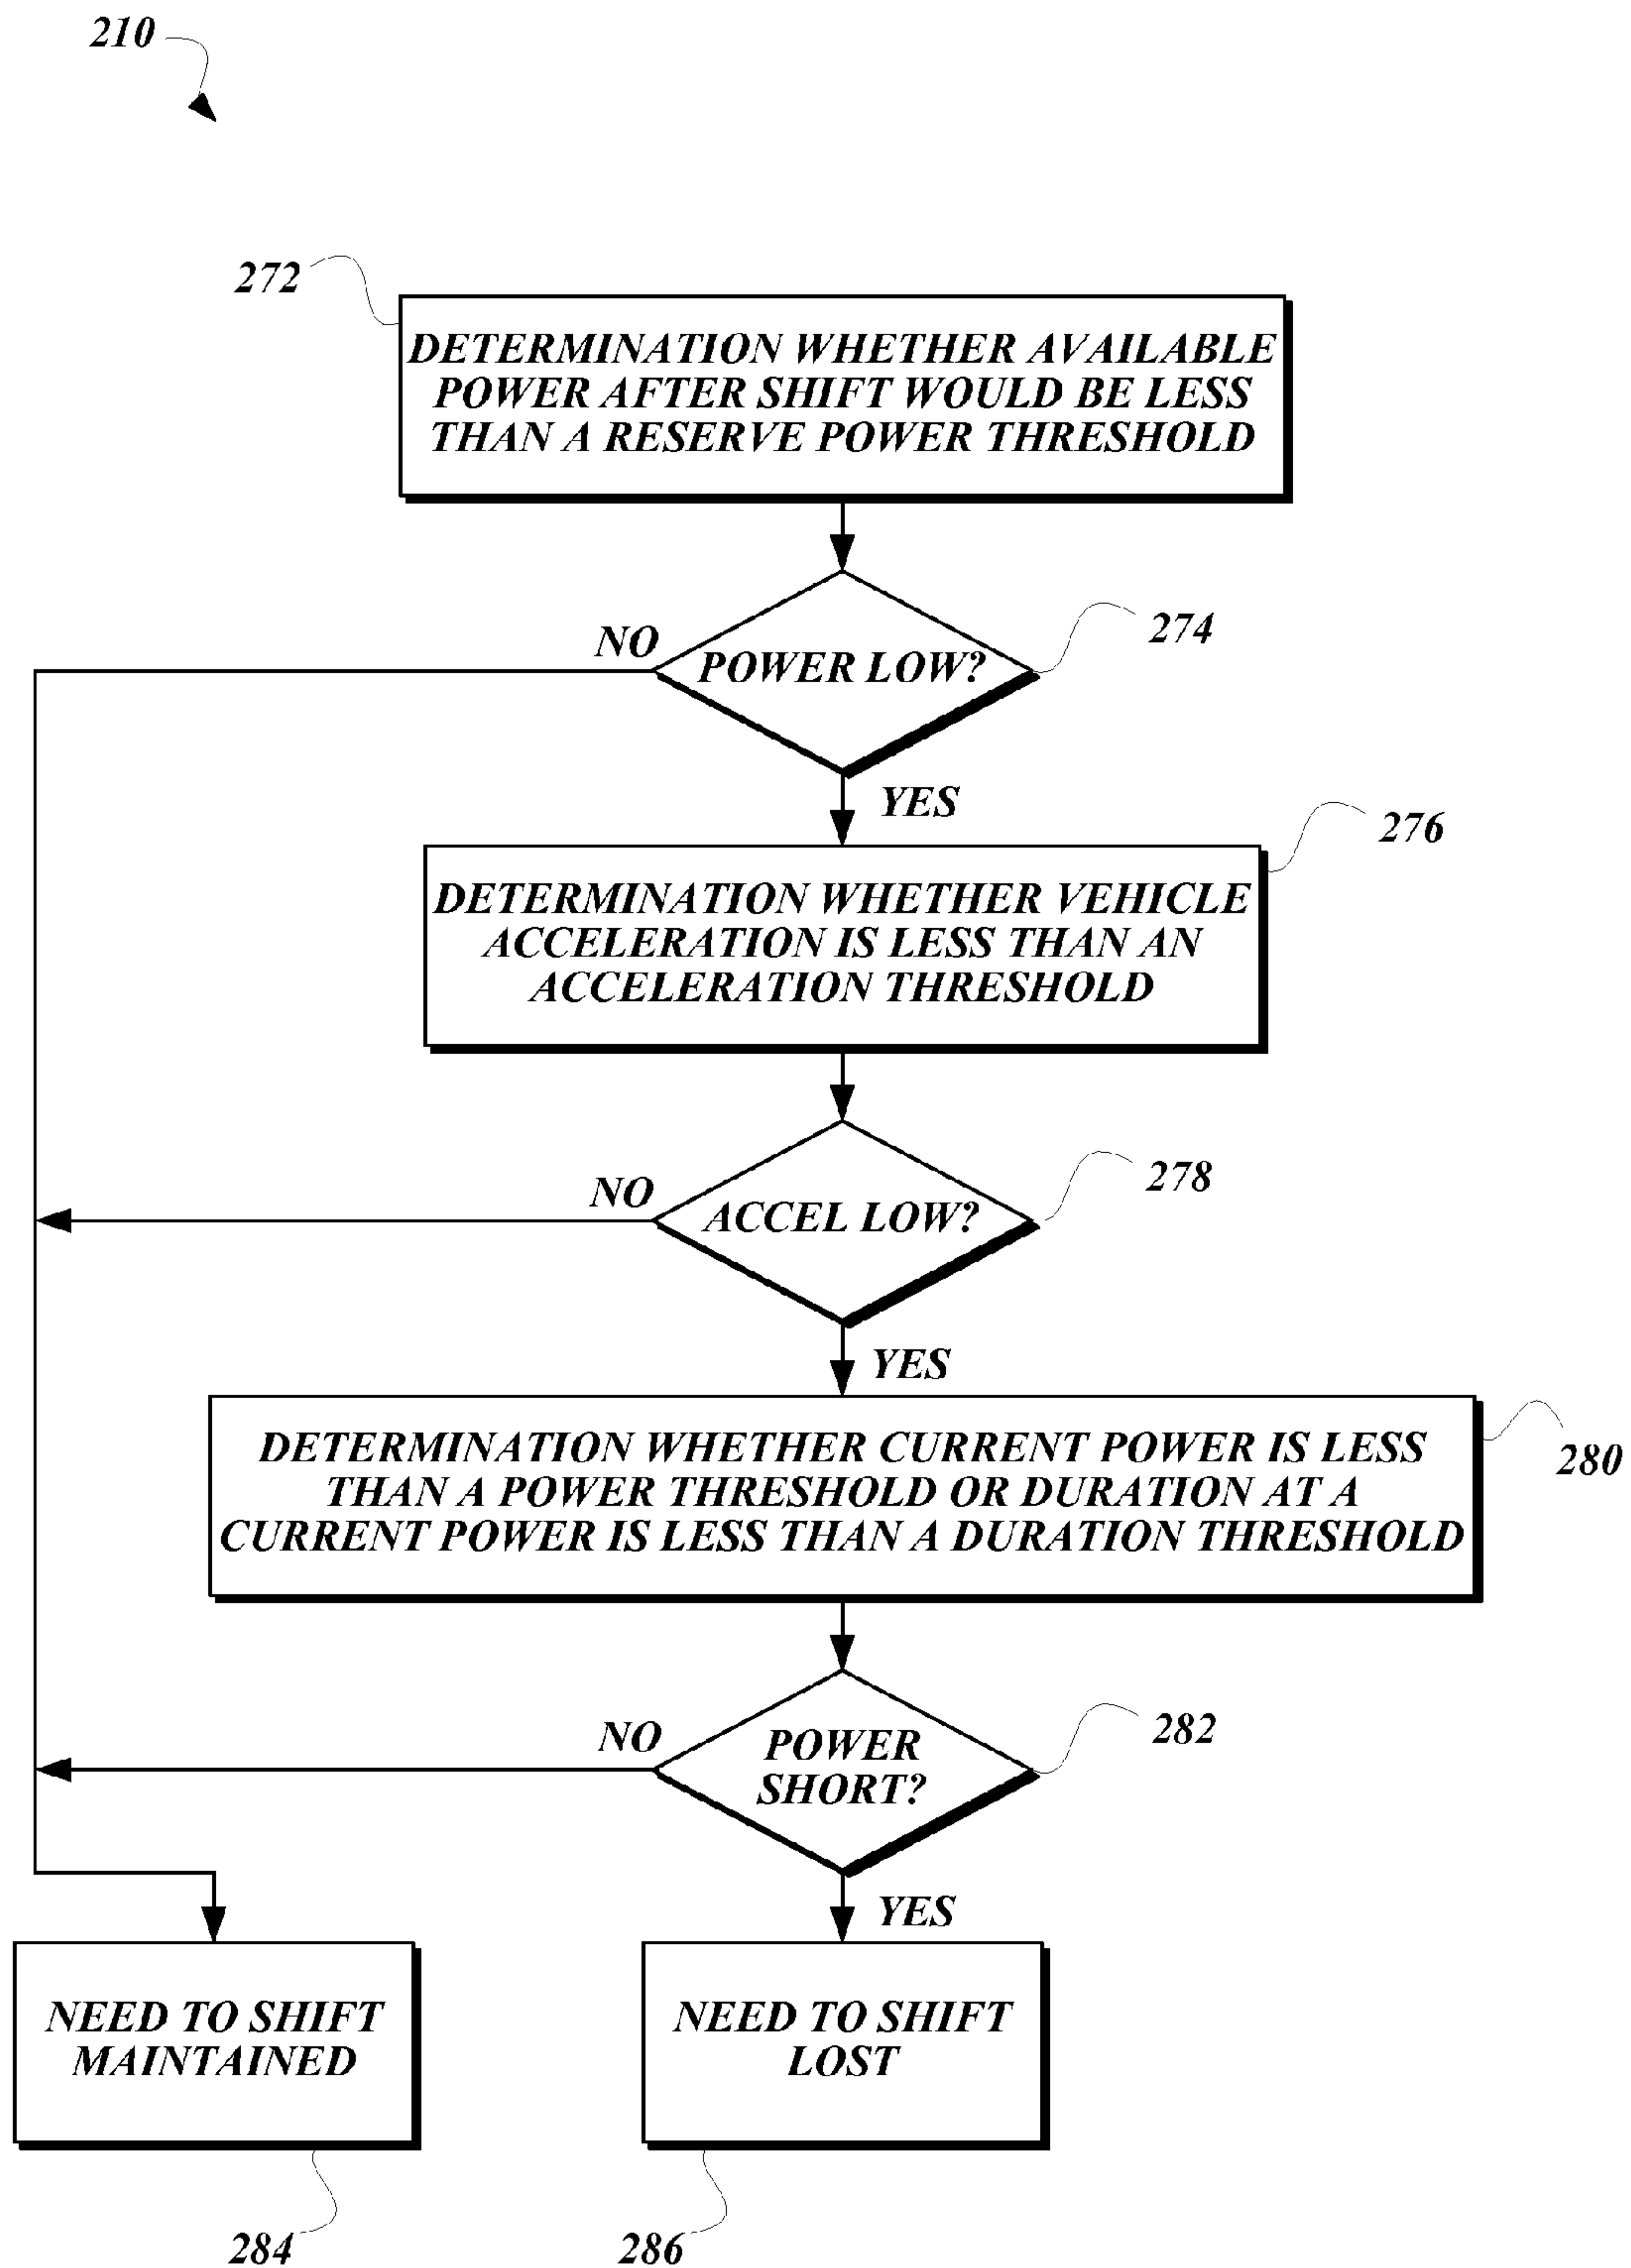 210
272
DETERMINATION WHETHER AVAILABLE
POWER AFTER SHIFT WOULD BE LESS
THAN A RESERVE POWER THRESHOLD
NO
POWER LOW?
274
YES
276
DETERMINATION WHETHER VEHICLE
ACCELERATION IS LESS THAN AN
ACCELERATION THRESHOLD
NO
ACCEL LOW?
278
YES
DETERMINATION WHETHER CURRENT POWER IS LESS
THAN A POWER THRESHOLD OR DURATION AT A
CURRENT POWER IS LESS THAN A DURATION THRESHOLD
280
NO
POWER
SHORT?
282
YES
NEED TO SHIFT
MAINTAINED
NEED TO SHIFT
LOST
284
286